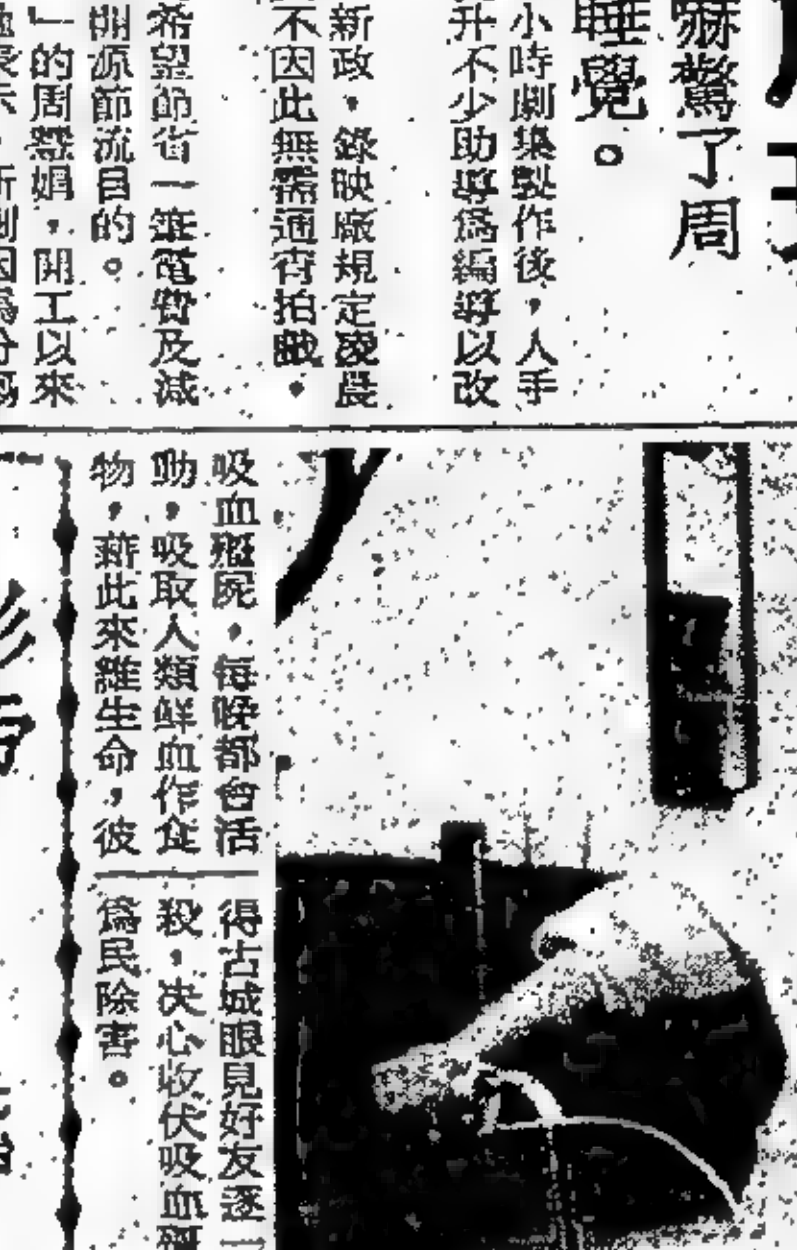 嚇驚了周
睡覺。
小時劇集製作後,人手
升不少助導為編導以改
新政,錄映廠規定凌晨
不因此無需通宵拍戲,
希望節省一筆電費及減
開源節流目的。
」的周
娟,開工以來
吸血殭屍,每晚都會活
動,吸取人類鮮血作食
物,藉此來維生命,彼
得古城眼見好友逐一
殺,決心收伏吸血殭
為民除害。